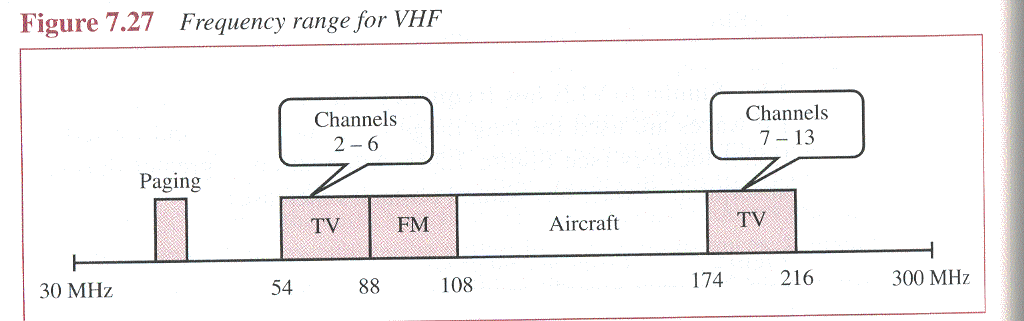 Figure 7.27 Frequency range for VHF
Channels
2 – 6
Channels
7 – 13
Paging
TV
FM
Aircraft
TV
30 MHz
54
88
108
174
216
300 MHz